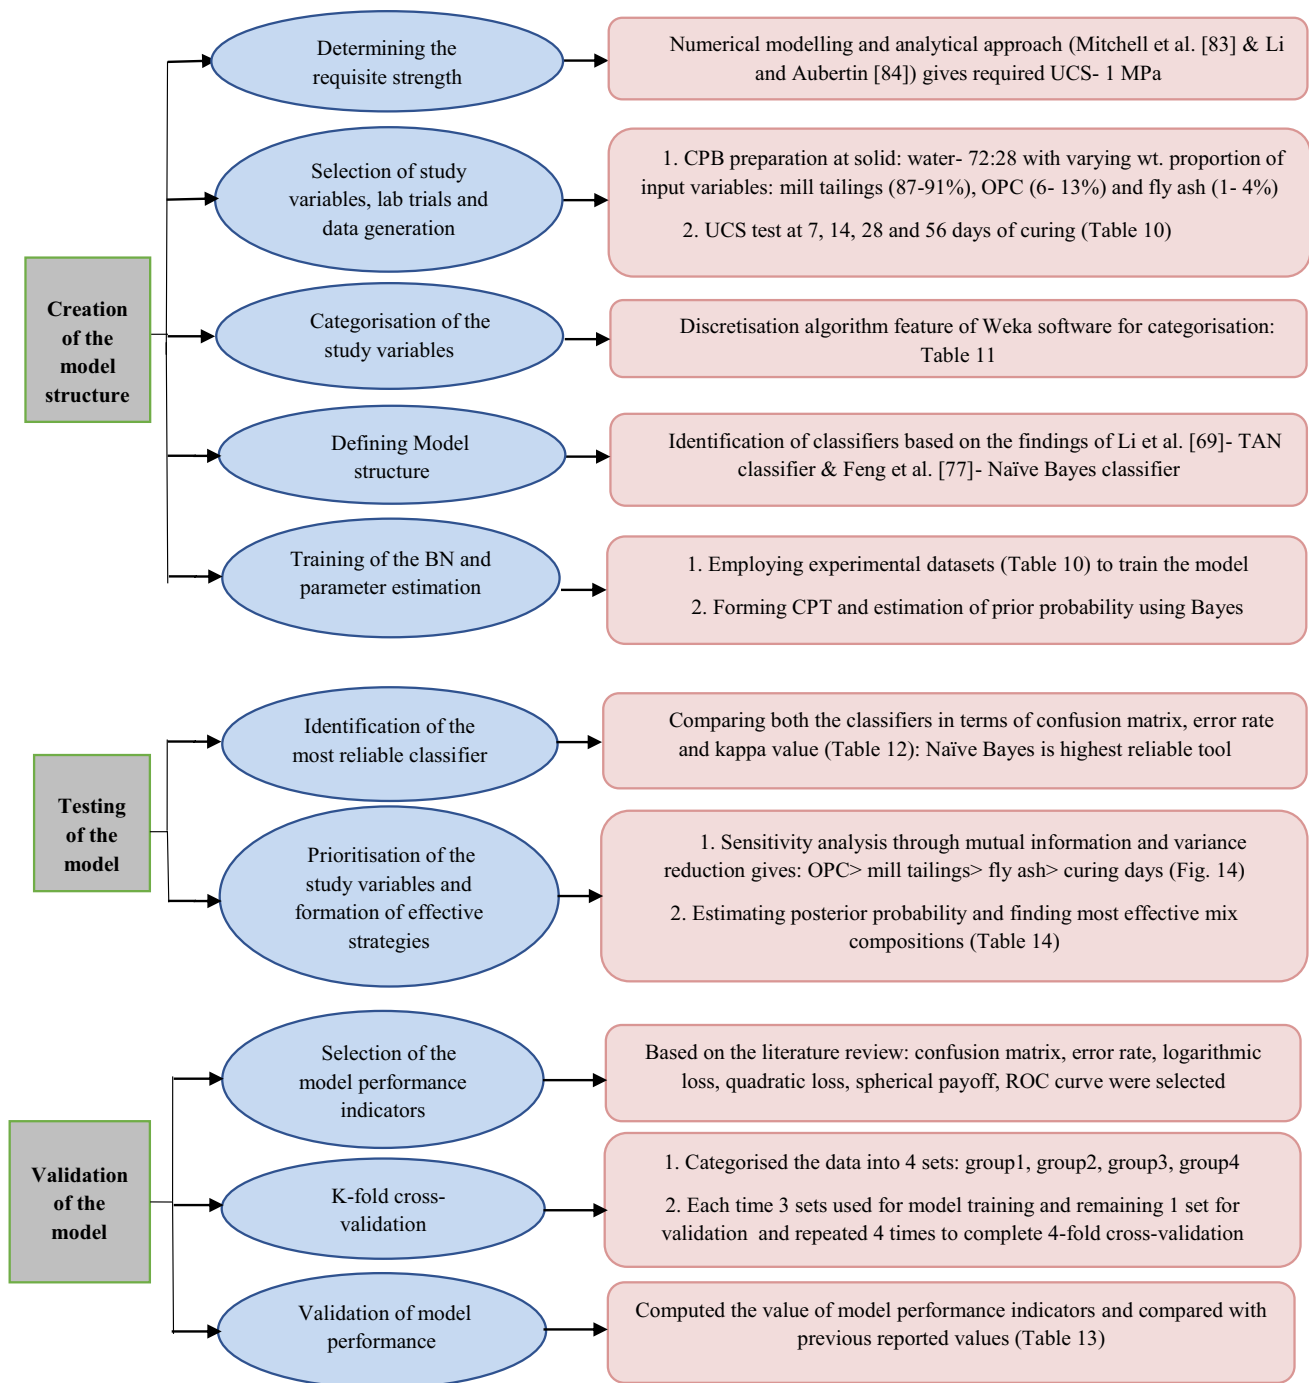 Creation
of the
model
structure
Determining the
requisite strength
Numerical modelling and analytical approach (Mitchell et al. [83] & Li
and Aubertin [84]) gives required UCS- 1 MPa
Selection of study
variables, lab trials and
data generation
1. CPB preparation at solid: water- 72:28 with varying wt. proportion of
input variables: mill tailings (87-91%), OPC (6- 13%) and fly ash (1- 4%)
2. UCS test at 7, 14, 28 and 56 days of curing (Table 10)
Categorisation of the
study variables
Discretisation algorithm feature of Weka software for categorisation:
Table 11
Defining Model
structure
Identification of classifiers based on the findings of Li et al. [69]- TAN
classifier & Feng et al. [77]- Naïve Bayes classifier
Training of the BN and
parameter estimation
1. Employing experimental datasets (Table 10) to train the model
2. Forming CPT and estimation of prior probability using Bayes
Testing
of the
model
Identification of the
most reliable classifier
Comparing both the classifiers in terms of confusion matrix, error rate
and kappa value (Table 12): Naïve Bayes is highest reliable tool
Prioritisation of the
study variables and
formation of effective
strategies
1. Sensitivity analysis through mutual information and variance
reduction gives: OPC> mill tailings> fly ash> curing days (Fig. 14)
2. Estimating posterior probability and finding most effective mix
compositions (Table 14)
Validation
of the
model
Selection of the
model performance
indicators
Based on the literature review: confusion matrix, error rate, logarithmic
loss, quadratic loss, spherical payoff, ROC curve were selected
K-fold cross-
validation
1. Categorised the data into 4 sets: group1, group2, group3, group4
2. Each time 3 sets used for model training and remaining 1 set for
validation and repeated 4 times to complete 4-fold cross-validation
Validation of model
performance
Computed the value of model performance indicators and compared with
previous reported values (Table 13)